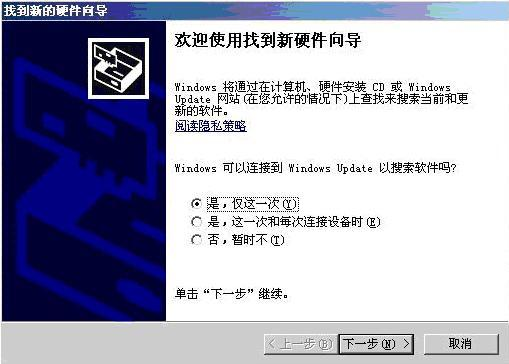 找到新的硬件向导
欢迎使用找到新硬件向导
Windows 将通过在计算机、硬件安装 CD 或 Windows
Update 网站(在您允许的情况下)上查找来搜索当前和更
新的软件。
阅读隐私策略
Windows 可以连接到 Windows Update 以搜索软件吗?
是，仅这一次(Y)
是，这一次和每次连接设备时(E)
否，暂时不(T)
单击“下一步”继续。
< 上一步(B) 下一步(N) > 取消